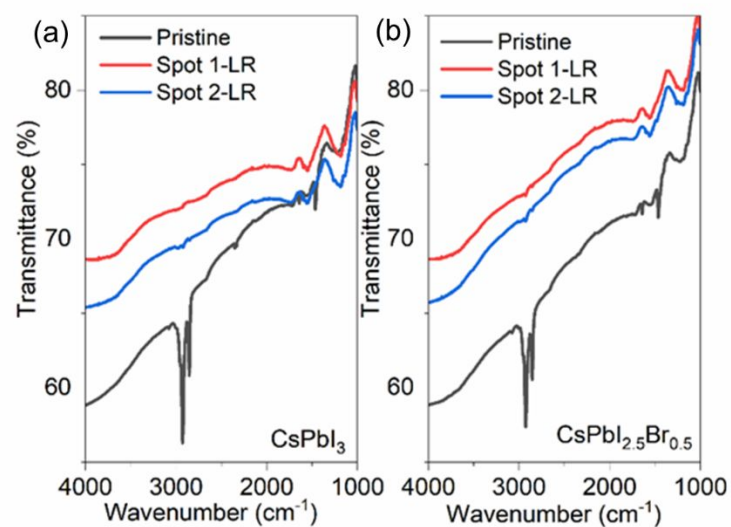 (a)
Pristine
Spot 1-LR
Spot 2-LR
80
70
60
Transmittance (%)
CsPbI3
4000 3000 2000 1000
Wavenumber (cm-1)
(b)
Pristine
Spot 1-LR
Spot 2-LR
80
70
60
Transmittance (%)
CsPbI2.5Br0.5
4000 3000 2000 1000
Wavenumber (cm-1)